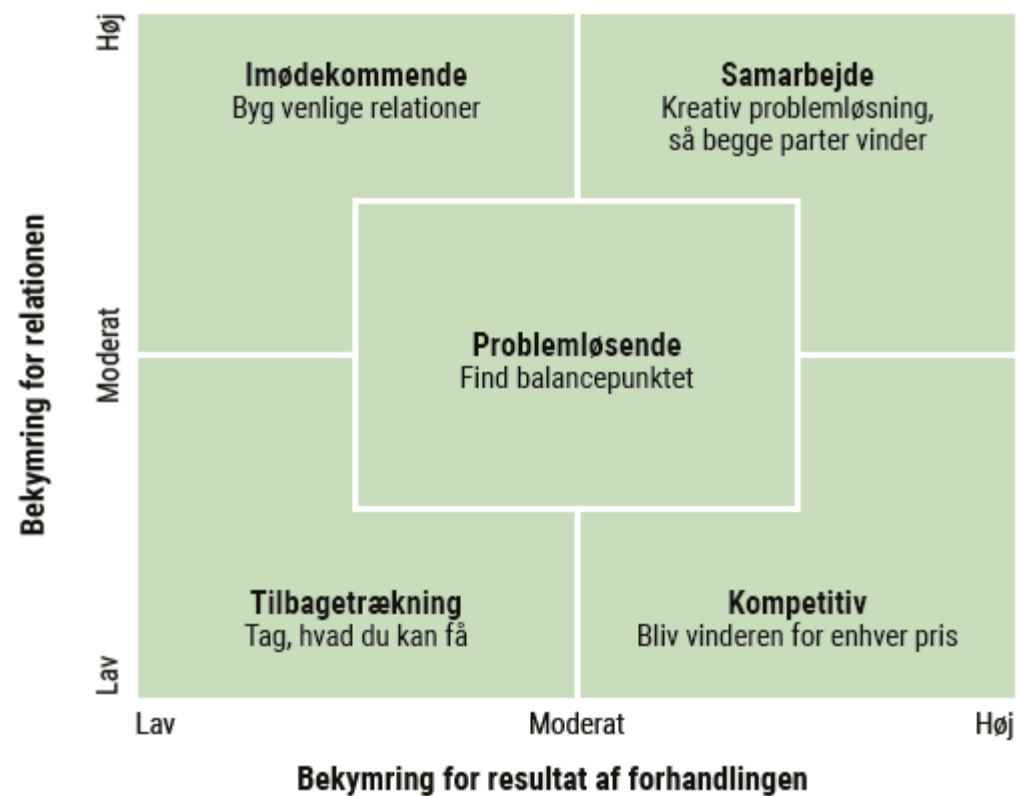 Høj
Imødekommende
Byg venlige relationer
Samarbejde
Kreativ problemløsning,
så begge parter vinder
Bekymring for relationen
Moderat
Problemløsende
Find balancepunktet
Tilbagetrækning
Tag, hvad du kan få
Kompetitiv
Bliv vinderen for enhver pris
Lav
Lav
Moderat
Høj
Bekymring for resultat af forhandlingen